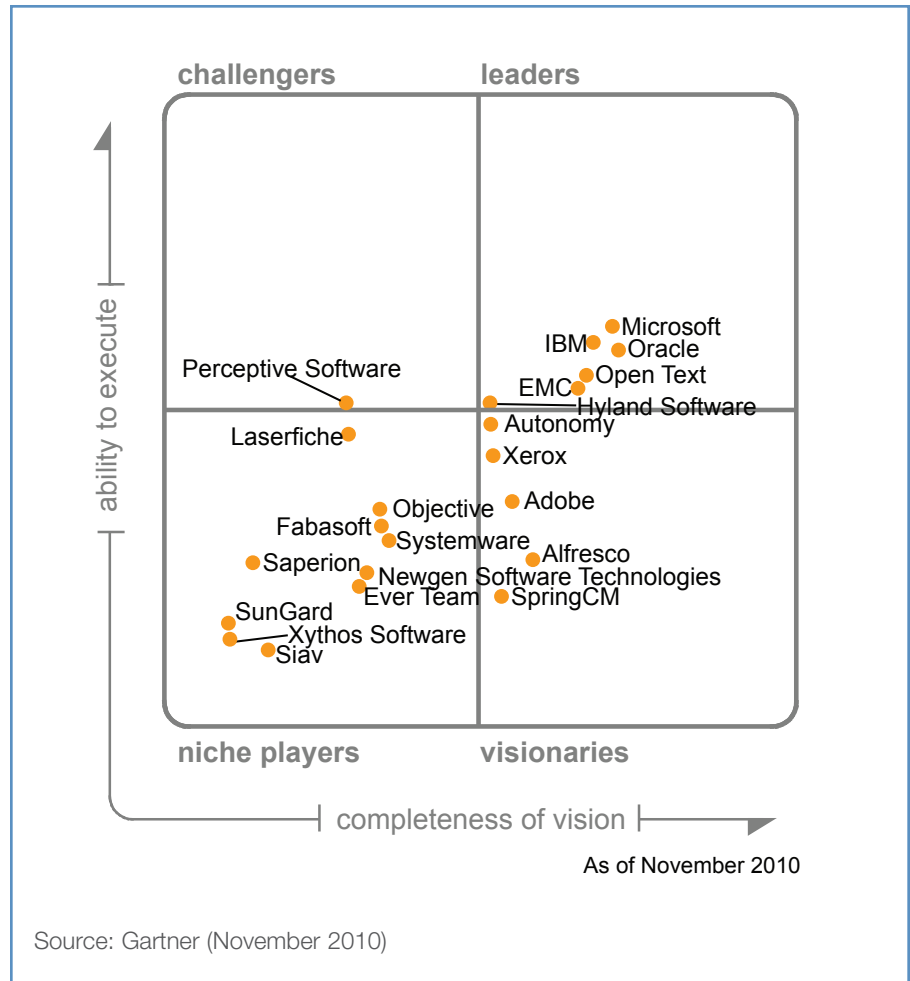 challengers
leaders
ability to execute
Microsoft
IBM
Oracle
Perceptive Software
Open Text
EMC
Hyland Software
Autonomy
Laserfiche
Xerox
Adobe
Objective
Fabasoft
Systemware
Alfresco
Saperion
Newgen Software Technologies
Ever Team
SpringCM
SunGard
Xythos Software
Siav
niche players
visionaries
completeness of vision
As of November 2010
Source: Gartner (November 2010)